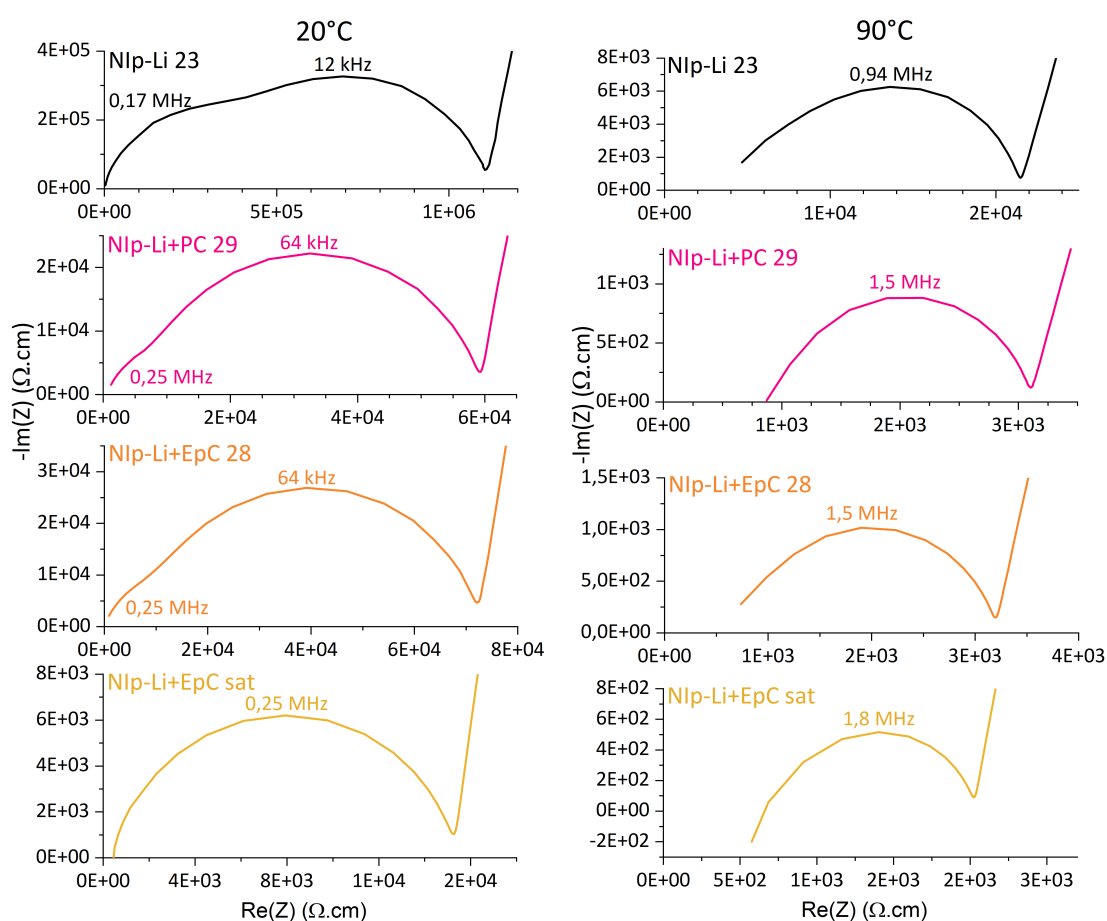 20°C
90°C
4E+05
2E+05
0E+00
NIp-Li 23
0,17 MHz
12 kHz
0E+00 5E+05 1E+06
8E+03
6E+03
4E+03
2E+03
0E+00
NIp-Li 23
0,94 MHz
0E+00 1E+04 2E+04
2E+04
1E+04
0E+00
NIp-Li+PC 29
64 kHz
0,25 MHz
0E+00 2E+04 4E+04 6E+04
1E+03
5E+02
0E+00
NIp-Li+PC 29
1,5 MHz
0E+00 1E+03 2E+03 3E+03
-Im(Z) (Ω.cm)
-Im(Z) (Ω.cm)
3E+04
2E+04
1E+04
0E+00
NIp-Li+EpC 28
64 kHz
0,25 MHz
0E+00 2E+04 4E+04 6E+04 8E+04
1,5E+03
1,0E+03
5,0E+02
0,0E+00
NIp-Li+EpC 28
1,5 MHz
0E+00 1E+03 2E+03 3E+03 4E+03
8E+03
6E+03
4E+03
2E+03
0E+00
NIp-Li+EpC sat
0,25 MHz
0E+00 4E+03 8E+03 1E+04 2E+04
Re(Z) (Ω.cm)
8E+02
6E+02
4E+02
2E+02
0E+00
-2E+02
NIp-Li+EpC sat
1,8 MHz
0E+00 5E+02 1E+03 2E+03 2E+03 3E+03
Re(Z) (Ω.cm)